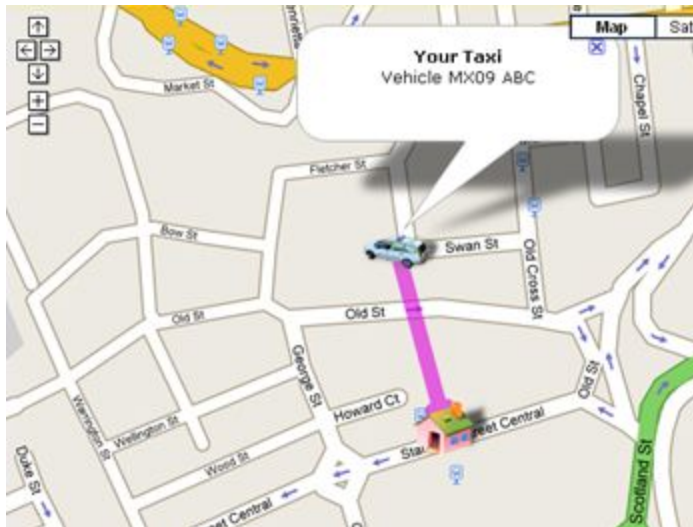 Map
Sat
Your Taxi
Vehicle MX09 ABC
Market St
Chapel St
Fletcher St
Bow St
Swan St
Old Cross St
Old St
Old St
George St
Old St
Howard Ct
Warrington St
Wellington St
Wood St
Duke St
Scotland St